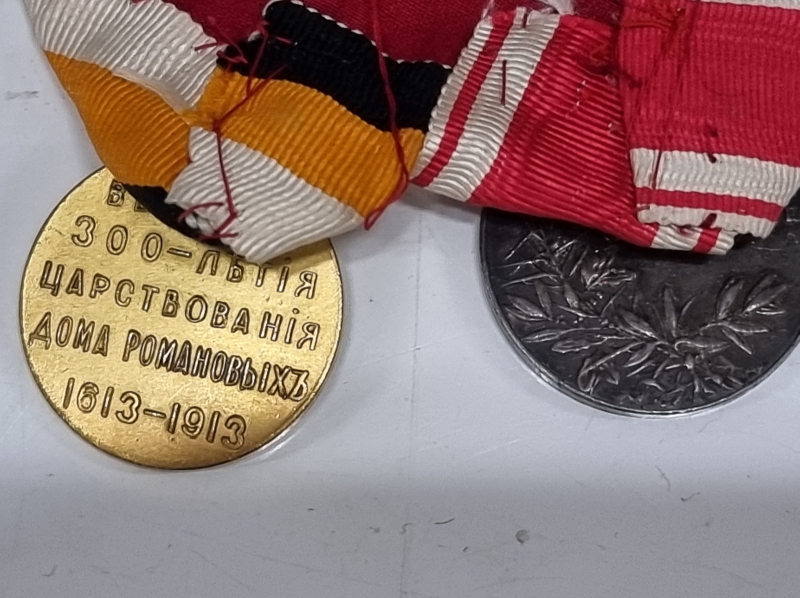 300-ЛѢТІЯ
ЦАРСТВОВАНІЯ
ДОМА РОМАНОВЫХЪ
1613-1913